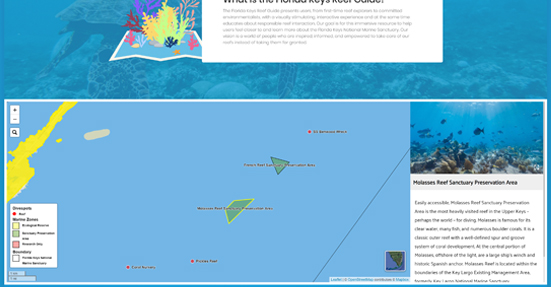 What is the Florida Keys Reef Guide?
The Florida Keys Reef Guide presents users, from first-time reef explorers to committed
environmentalists, with a visually stimulating, interactive experience and at the same time
educates about responsible reef interaction. Our goal is for this immersive resource to help
users feel closer to and learn more about the Florida Keys National Marine Sanctuary. Our
vision is a world of people who are inspired, informed and empowered to take care of our
reefs instead of taking them for granted.
+
−
SS Benwood Wreck
French Reef Sanctuary Preservation Area
Molasses Reef Sanctuary Preservation Area
Pickles Reef
Coral Nursery
Divespots
Reef
Marine Zones
Ecological Reserve
Sanctuary Preservation
Area
Research Only
Boundary
Florida Keys National
Marine Sanctuary
Leaflet | © OpenStreetMap contributors © Mapbox
Molasses Reef Sanctuary Preservation Area
Easily accessible, Molasses Reef Sanctuary Preservation
Area is the most heavily visited reef in the Upper Keys -
perhaps the world - for diving. Molasses is famous for its
clear water, many fish, and numerous boulder corals. It is a
classic outer reef with a well-defined spur and groove
system of coral development. At the central portion of
Molasses offshore of the light, are a large ship's winch and
historic Spanish anchor. Molasses Reef is located within the
boundaries of the Key Largo Existing Management Area,
formerly Key Largo National Marine Sanctuary.